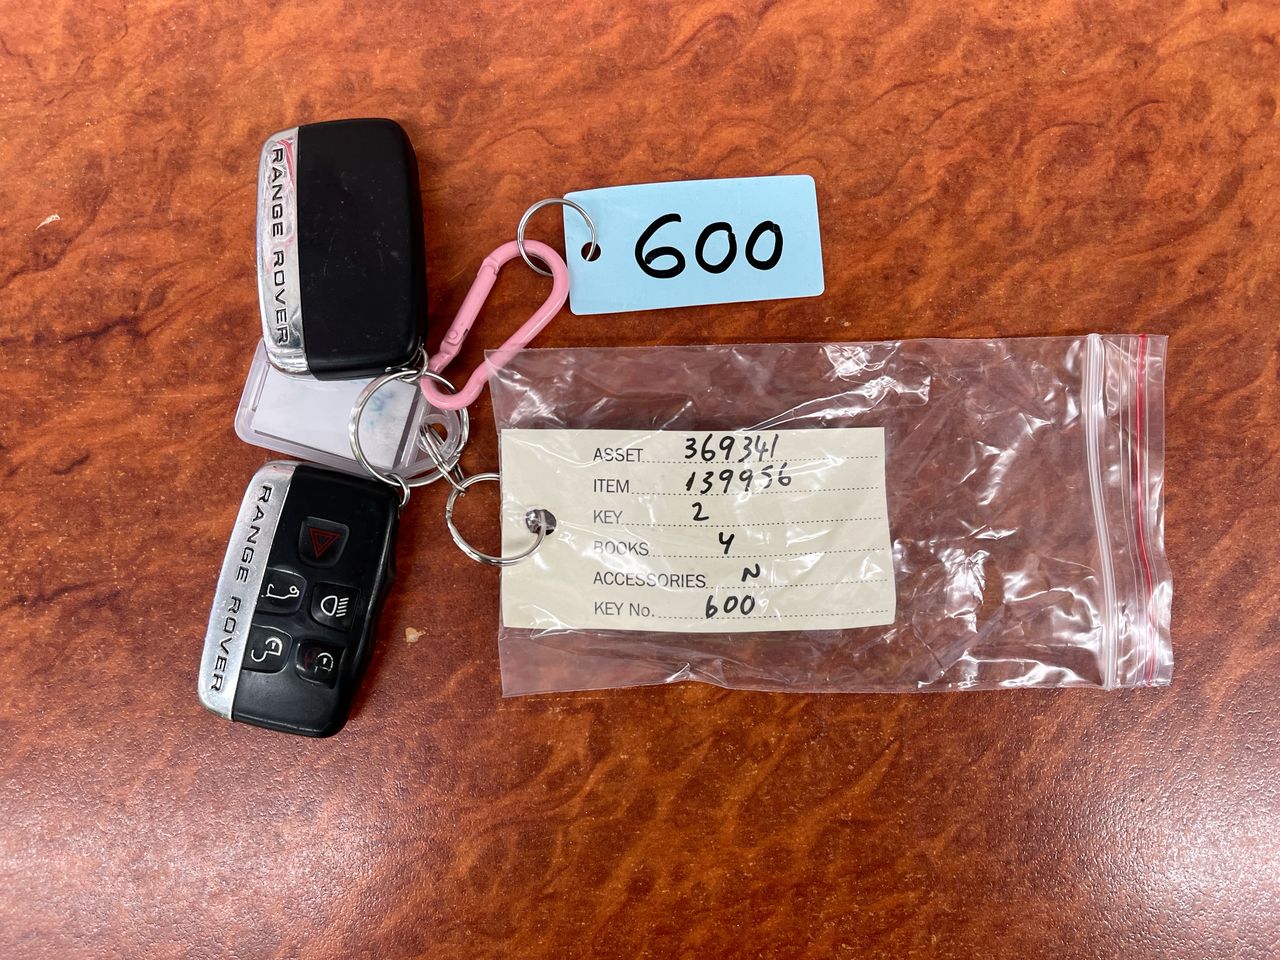 RANGE ROVER
600
ASSET 369341
ITEM 139956
KEY 2
BOOKS 4
ACCESSORIES N
KEY No. 600
RANGE ROVER